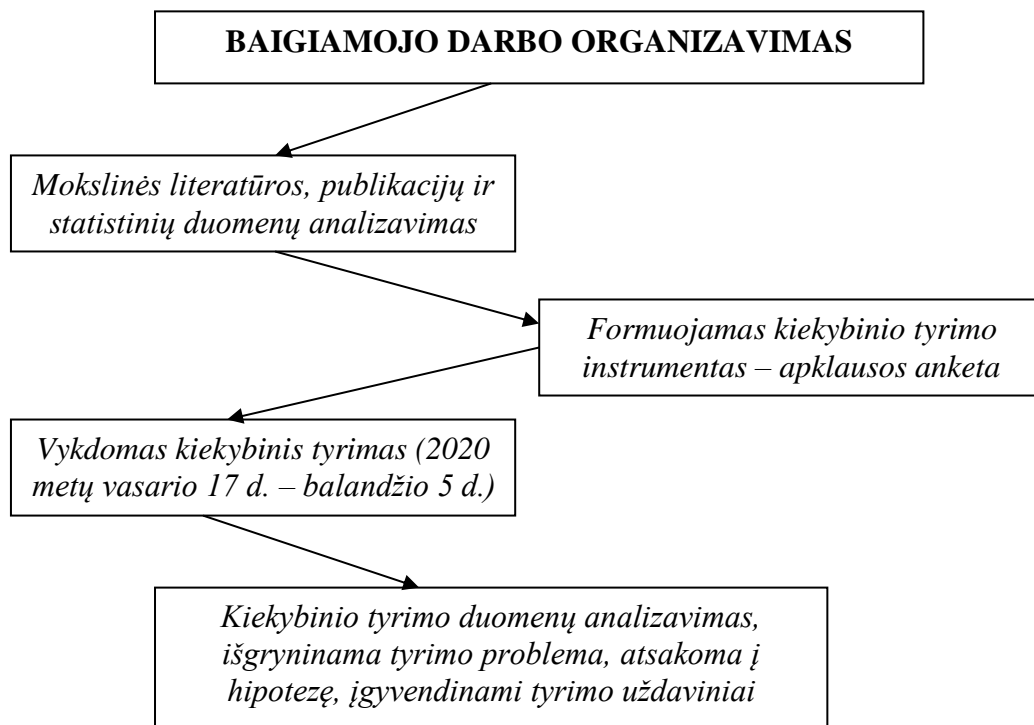 BAIGIAMOJO DARBO ORGANIZAVIMAS
Mokslinės literatūros, publikacijų ir
statistinių duomenų analizavimas
Formuojamas kiekybinio tyrimo
instrumentas – apklausos anketa
Vykdomas kiekybinis tyrimas (2020
metų vasario 17 d. – balandžio 5 d.)
Kiekybinio tyrimo duomenų analizavimas,
išgryninama tyrimo problema, atsakoma į
hipotezę, įgyvendinami tyrimo uždaviniai